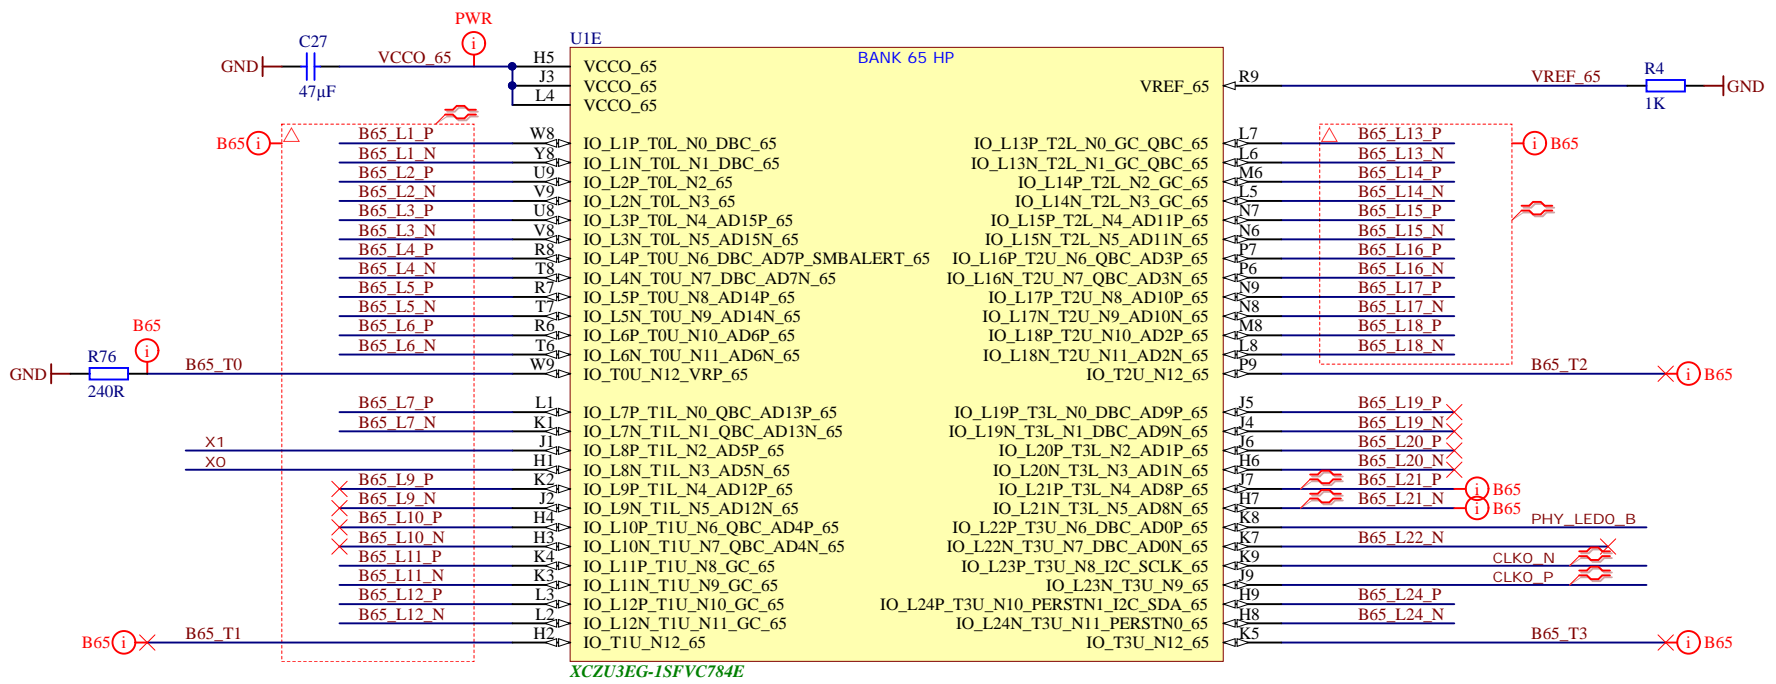 PWR
C27
U1E
GND VCCO_65 H5 VCCO_65 BANK 65 HP
47µF J3 VCCO_65 VREF_65 R9 VREF_65 R4 GND
L4 VCCO_65 1K
B65 i B65_L1_P W8 IO_L1P_T0L_N0_DBC_65 IO_L13P_T2L_N0_GC_QBC_65 L7 B65_L13_P i B65
B65_L1_N Y8 IO_L1N_T0L_N1_DBC_65 IO_L13N_T2L_N1_GC_QBC_65 L6 B65_L13_N
B65_L2_P U9 IO_L2P_T0L_N2_65 IO_L14P_T2L_N2_GC_65 M6 B65_L14_P
B65_L2_N V9 IO_L2N_T0L_N3_65 IO_L14N_T2L_N3_GC_65 L5 B65_L14_N
B65_L3_P U8 IO_L3P_T0L_N4_AD15P_65 IO_L15P_T2L_N4_AD11P_65 N7 B65_L15_P
B65_L3_N V8 IO_L3N_T0L_N5_AD15N_65 IO_L15N_T2L_N5_AD11N_65 N6 B65_L15_N
B65_L4_P R8 IO_L4P_T0U_N6_DBC_AD7P_SMBALERT_65 IO_L16P_T2U_N6_QBC_AD3P_65 P7 B65_L16_P
B65_L4_N T8 IO_L4N_T0U_N7_DBC_AD7N_65 IO_L16N_T2U_N7_QBC_AD3N_65 P6 B65_L16_N
B65_L5_P R7 IO_L5P_T0U_N8_AD14P_65 IO_L17P_T2U_N8_AD10P_65 N9 B65_L17_P
B65_L5_N T7 IO_L5N_T0U_N9_AD14N_65 IO_L17N_T2U_N9_AD10N_65 N8 B65_L17_N
B65 B65_L6_P R6 IO_L6P_T0U_N10_AD6P_65 IO_L18P_T2U_N10_AD2P_65 M8 B65_L18_P
R76 i B65_L6_N T6 IO_L6N_T0U_N11_AD6N_65 IO_L18N_T2U_N11_AD2N_65 L8 B65_L18_N
GND B65_T0 W9 IO_T0U_N12_VRP_65 IO_T2U_N12_65 P9 B65_T2 i B65
240R
B65_L7_P L1 IO_L7P_T1L_N0_QBC_AD13P_65 IO_L19P_T3L_N0_DBC_AD9P_65 J5 B65_L19_P
B65_L7_N K1 IO_L7N_T1L_N1_QBC_AD13N_65 IO_L19N_T3L_N1_DBC_AD9N_65 J4 B65_L19_N
X1 J1 IO_L8P_T1L_N2_AD5P_65 IO_L20P_T3L_N2_AD1P_65 J6 B65_L20_P
X0 H1 IO_L8N_T1L_N3_AD5N_65 IO_L20N_T3L_N3_AD1N_65 H6 B65_L20_N
B65_L9_P K2 IO_L9P_T1L_N4_AD12P_65 IO_L21P_T3L_N4_AD8P_65 J7 B65_L21_P i B65
B65_L9_N J2 IO_L9N_T1L_N5_AD12N_65 IO_L21N_T3L_N5_AD8N_65 H7 B65_L21_N i B65
B65_L10_P H4 IO_L10P_T1U_N6_QBC_AD4P_65 IO_L22P_T3U_N6_DBC_AD0P_65 K8 PHY_LED0_B
B65_L10_N H3 IO_L10N_T1U_N7_QBC_AD4N_65 IO_L22N_T3U_N7_DBC_AD0N_65 K7 B65_L22_N
B65_L11_P K4 IO_L11P_T1U_N8_GC_65 IO_L23P_T3U_N8_I2C_SCLK_65 K9 CLK0_N
B65_L11_N K3 IO_L11N_T1U_N9_GC_65 IO_L23N_T3U_N9_65 J9 CLK0_P
B65_L12_P L3 IO_L12P_T1U_N10_GC_65 IO_L24P_T3U_N10_PERSTN1_I2C_SDA_65 H9 B65_L24_P
B65_L12_N L2 IO_L12N_T1U_N11_GC_65 IO_L24N_T3U_N11_PERSTN0_65 H8 B65_L24_N
B65 i B65_T1 H2 IO_T1U_N12_65 IO_T3U_N12_65 K5 B65_T3 i B65
XCZU3EG-1SFVC784E